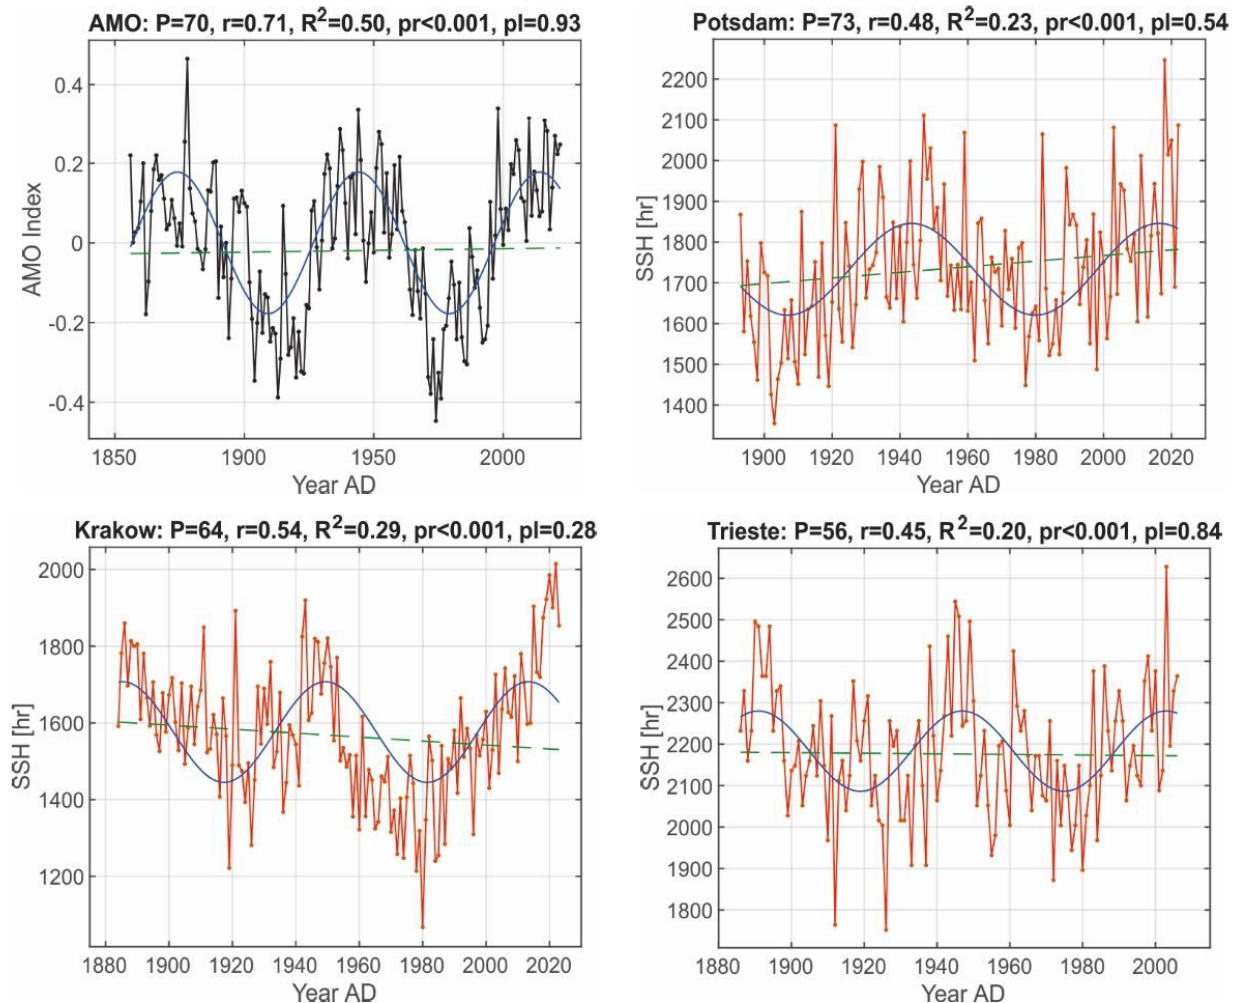 AMO: P=70, r=0.71, R²=0.50, pr<0.001, pl=0.93
0.4
0.2
0
-0.2
-0.4
AMO Index
1850 1900 1950 2000
Year AD
Potsdam: P=73, r=0.48, R²=0.23, pr<0.001, pl=0.54
2200
2100
2000
1900
1800
1700
1600
1500
1400
SSH [hr]
1900 1920 1940 1960 1980 2000 2020
Year AD
Krakow: P=64, r=0.54, R²=0.29, pr<0.001, pl=0.28
2000
1800
1600
1400
1200
SSH [hr]
1880 1900 1920 1940 1960 1980 2000 2020
Year AD
Trieste: P=56, r=0.45, R²=0.20, pr<0.001, pl=0.84
2600
2500
2400
2300
2200
2100
2000
1900
1800
SSH [hr]
1880 1900 1920 1940 1960 1980 2000
Year AD